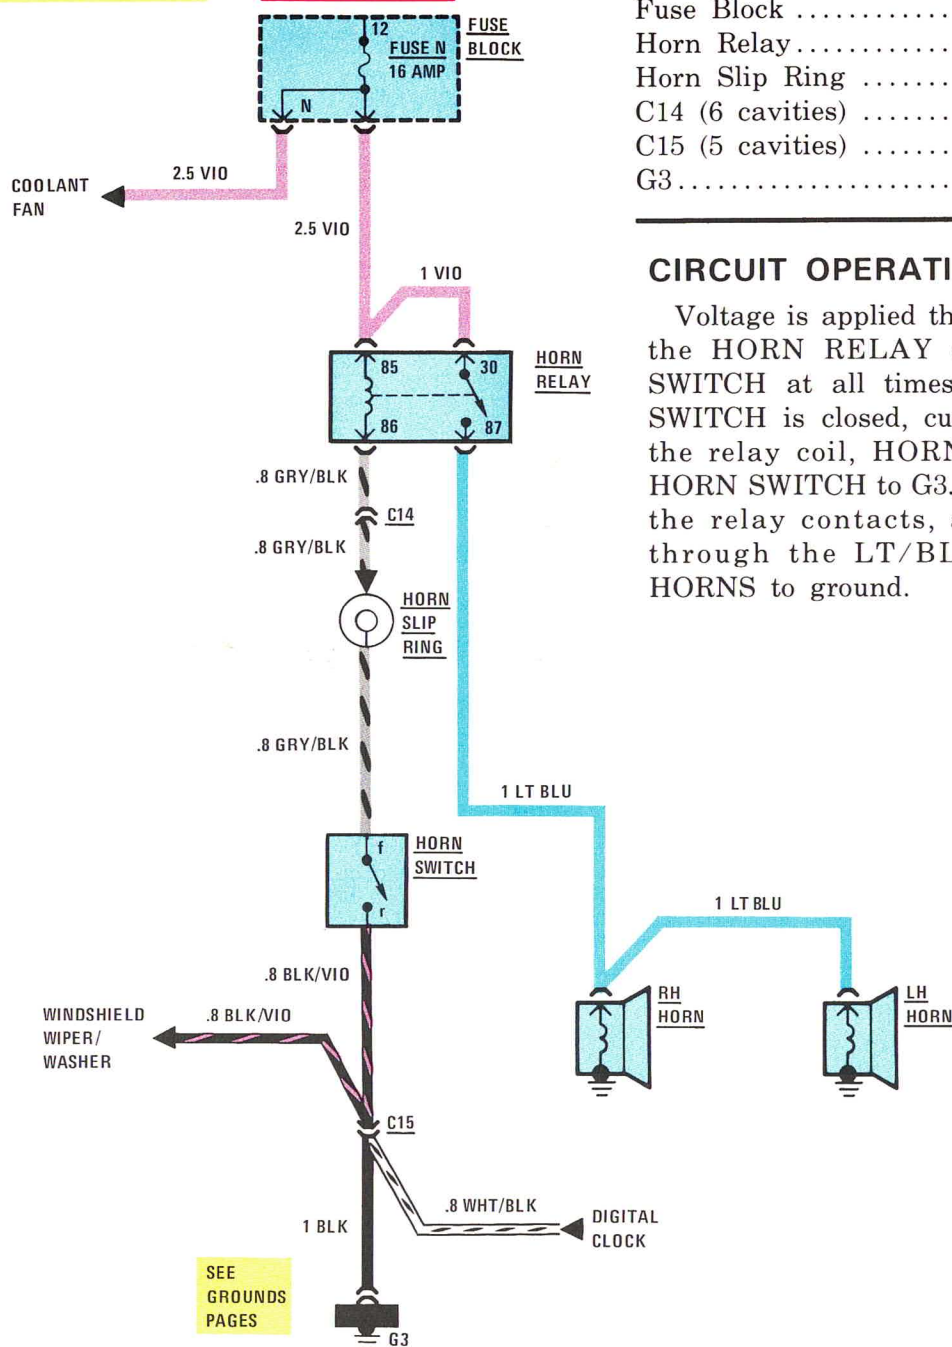 12
FUSE N
16 AMP
N
FUSE
BLOCK
2.5 VIO
COOLANT
FAN
2.5 VIO
1 VIO
85
30
86
87
HORN
RELAY
.8 GRY/BLK
C14
.8 GRY/BLK
HORN
SLIP
RING
.8 GRY/BLK
1 LT BLU
f
r
HORN
SWITCH
1 LT BLU
.8 BLK/VIO
.8 BLK/VIO
WINDSHIELD
WIPER/
WASHER
RH
HORN
LH
HORN
C15
.8 WHT/BLK
1 BLK
DIGITAL
CLOCK
SEE
GROUNDS
PAGES
G3
Fuse Block ............
Horn Relay............
Horn Slip Ring .......
C14 (6 cavities) .......
C15 (5 cavities) .......
G3.....................
CIRCUIT OPERATI
Voltage is applied th
the HORN RELAY
SWITCH at all times
SWITCH is closed, cu
the relay coil, HORN
HORN SWITCH to G3.
the relay contacts,
through the LT/BL
HORNS to ground.